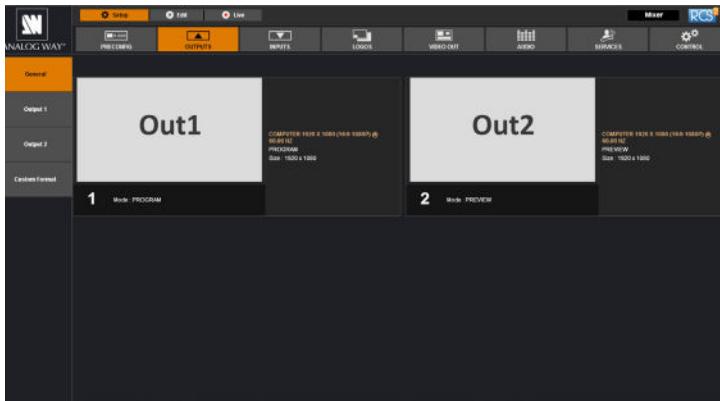 Setup
Edit
Live
Mixer
RCS²
ANALOG WAY®
PRECONFIG
OUTPUTS
INPUTS
LOGOS
VIDEO OUT
AUDIO
SERVICES
CONTROL
General
Output 1
Output 2
Custom Format
Out1
COMPUTER 1920 X 1080 (16:9 1080P) @
60.00 HZ
PROGRAM
Size : 1920 x 1080
1 Mode : PROGRAM
Out2
COMPUTER 1920 X 1080 (16:9 1080P) @
60.00 HZ
PREVIEW
Size : 1920 x 1080
2 Mode : PREVIEW